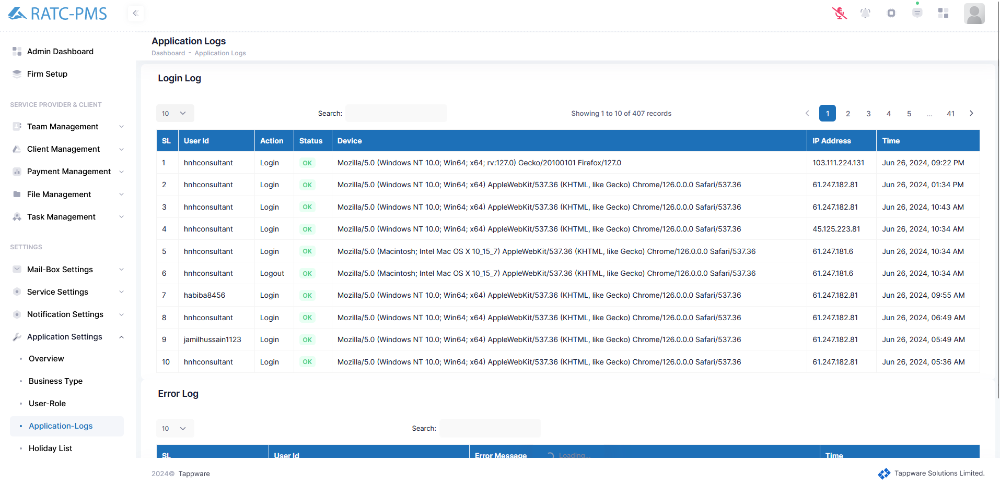 RATC-PMS
Admin Dashboard
Firm Setup
SERVICE PROVIDER & CLIENT
Team Management
Client Management
Payment Management
File Management
Task Management
SETTINGS
Mail-Box Settings
Service Settings
Notification Settings
Application Settings
Overview
Business Type
User-Role
Application-Logs
Holiday List
Application Logs
Dashboard - Application Logs
Login Log
10 Search: Showing 1 to 10 of 407 records 1 2 3 4 5 ... 41
SL User Id Action Status Device IP Address Time
1 hnhconsultant Login OK Mozilla/5.0 (Windows NT 10.0; Win64; x64; rv:127.0) Gecko/20100101 Firefox/127.0 103.111.224.131 Jun 26, 2024, 09:22 PM
2 hnhconsultant Login OK Mozilla/5.0 (Windows NT 10.0; Win64; x64) AppleWebKit/537.36 (KHTML, like Gecko) Chrome/126.0.0.0 Safari/537.36 61.247.182.81 Jun 26, 2024, 01:34 PM
3 hnhconsultant Login OK Mozilla/5.0 (Windows NT 10.0; Win64; x64) AppleWebKit/537.36 (KHTML, like Gecko) Chrome/126.0.0.0 Safari/537.36 61.247.182.81 Jun 26, 2024, 10:43 AM
4 hnhconsultant Login OK Mozilla/5.0 (Windows NT 10.0; Win64; x64) AppleWebKit/537.36 (KHTML, like Gecko) Chrome/126.0.0.0 Safari/537.36 45.125.223.81 Jun 26, 2024, 10:34 AM
5 hnhconsultant Login OK Mozilla/5.0 (Macintosh; Intel Mac OS X 10_15_7) AppleWebKit/537.36 (KHTML, like Gecko) Chrome/126.0.0.0 Safari/537.36 61.247.181.6 Jun 26, 2024, 10:34 AM
6 hnhconsultant Logout OK Mozilla/5.0 (Macintosh; Intel Mac OS X 10_15_7) AppleWebKit/537.36 (KHTML, like Gecko) Chrome/126.0.0.0 Safari/537.36 61.247.181.6 Jun 26, 2024, 10:34 AM
7 habiba8456 Login OK Mozilla/5.0 (Windows NT 10.0; Win64; x64) AppleWebKit/537.36 (KHTML, like Gecko) Chrome/126.0.0.0 Safari/537.36 61.247.182.81 Jun 26, 2024, 09:55 AM
8 hnhconsultant Login OK Mozilla/5.0 (Windows NT 10.0; Win64; x64) AppleWebKit/537.36 (KHTML, like Gecko) Chrome/126.0.0.0 Safari/537.36 61.247.182.81 Jun 26, 2024, 06:49 AM
9 jamilhussain1123 Login OK Mozilla/5.0 (Windows NT 10.0; Win64; x64) AppleWebKit/537.36 (KHTML, like Gecko) Chrome/126.0.0.0 Safari/537.36 61.247.182.81 Jun 26, 2024, 05:49 AM
10 hnhconsultant Login OK Mozilla/5.0 (Windows NT 10.0; Win64; x64) AppleWebKit/537.36 (KHTML, like Gecko) Chrome/126.0.0.0 Safari/537.36 61.247.182.81 Jun 26, 2024, 05:36 AM
Error Log
10 Search:
SL User Id Error Message Loading... Time
2024© Tappware Tappware Solutions Limited.